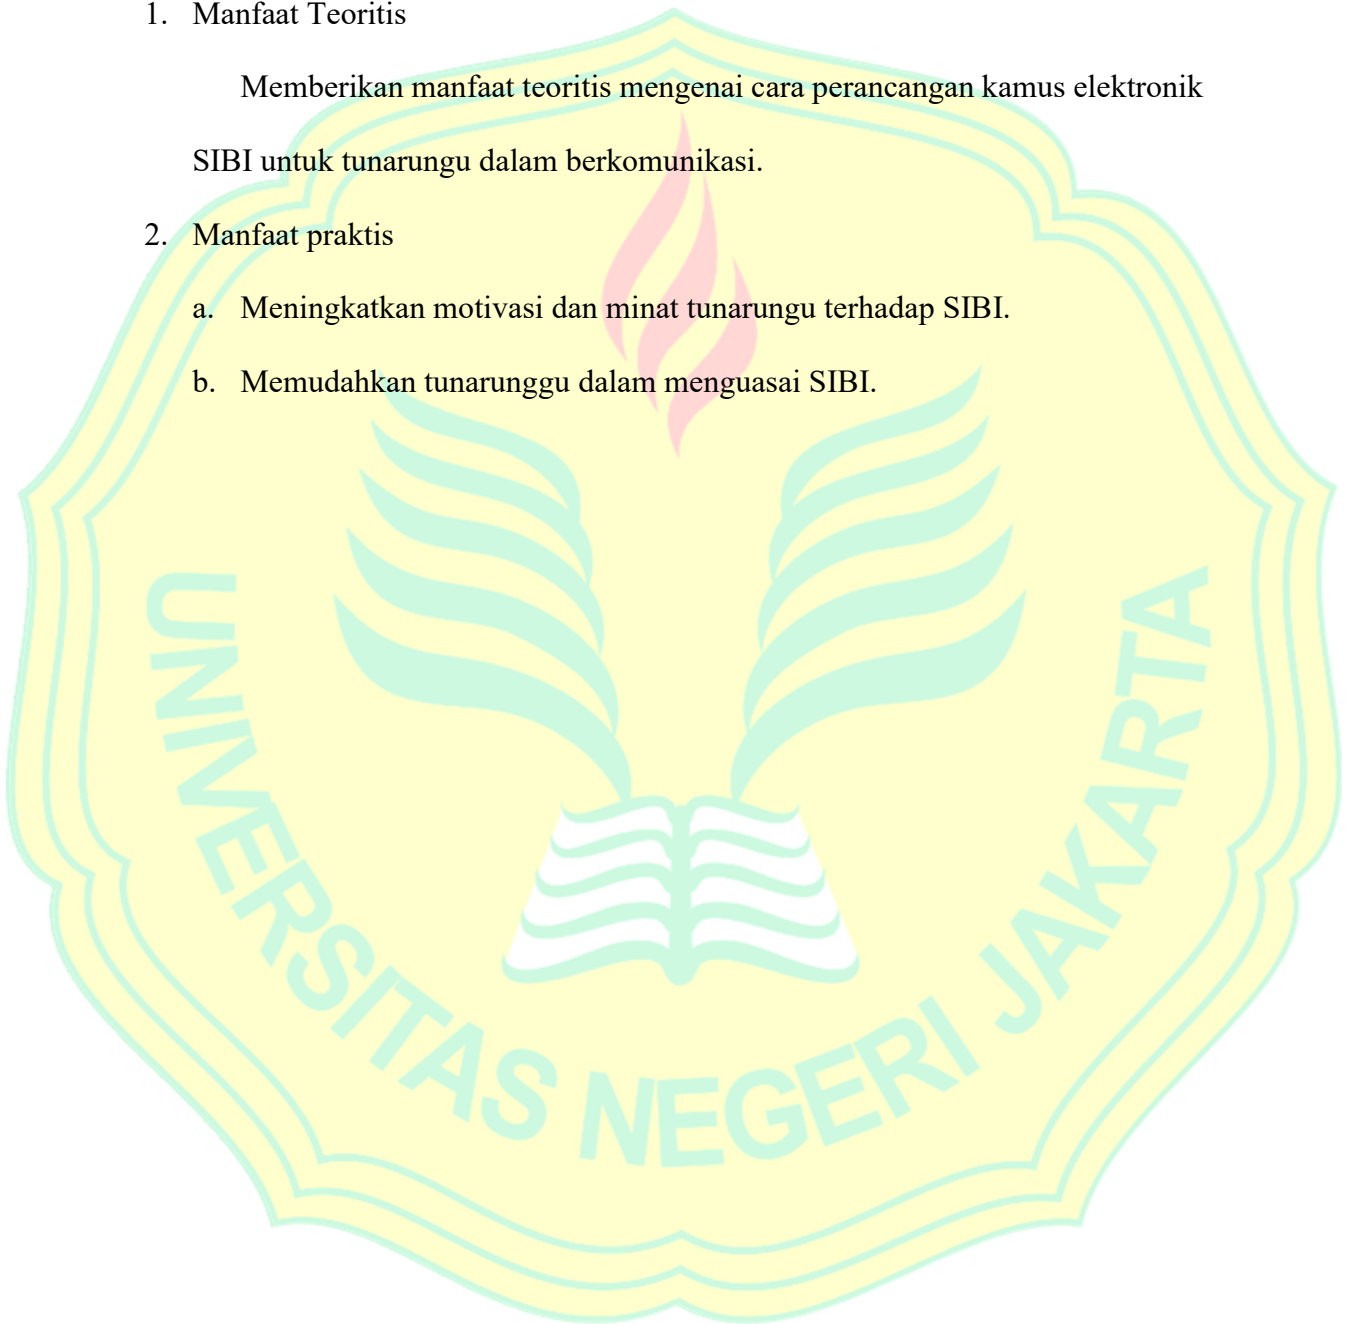 1. Manfaat Teoritis
Memberikan manfaat teoritis mengenai cara perancangan kamus elektronik
SIBI untuk tunarungu dalam berkomunikasi.
2. Manfaat praktis
a. Meningkatkan motivasi dan minat tunarungu terhadap SIBI.
b. Memudahkan tunarunggu dalam menguasai SIBI.
UNIVERSITAS NEGERI JAKARTA